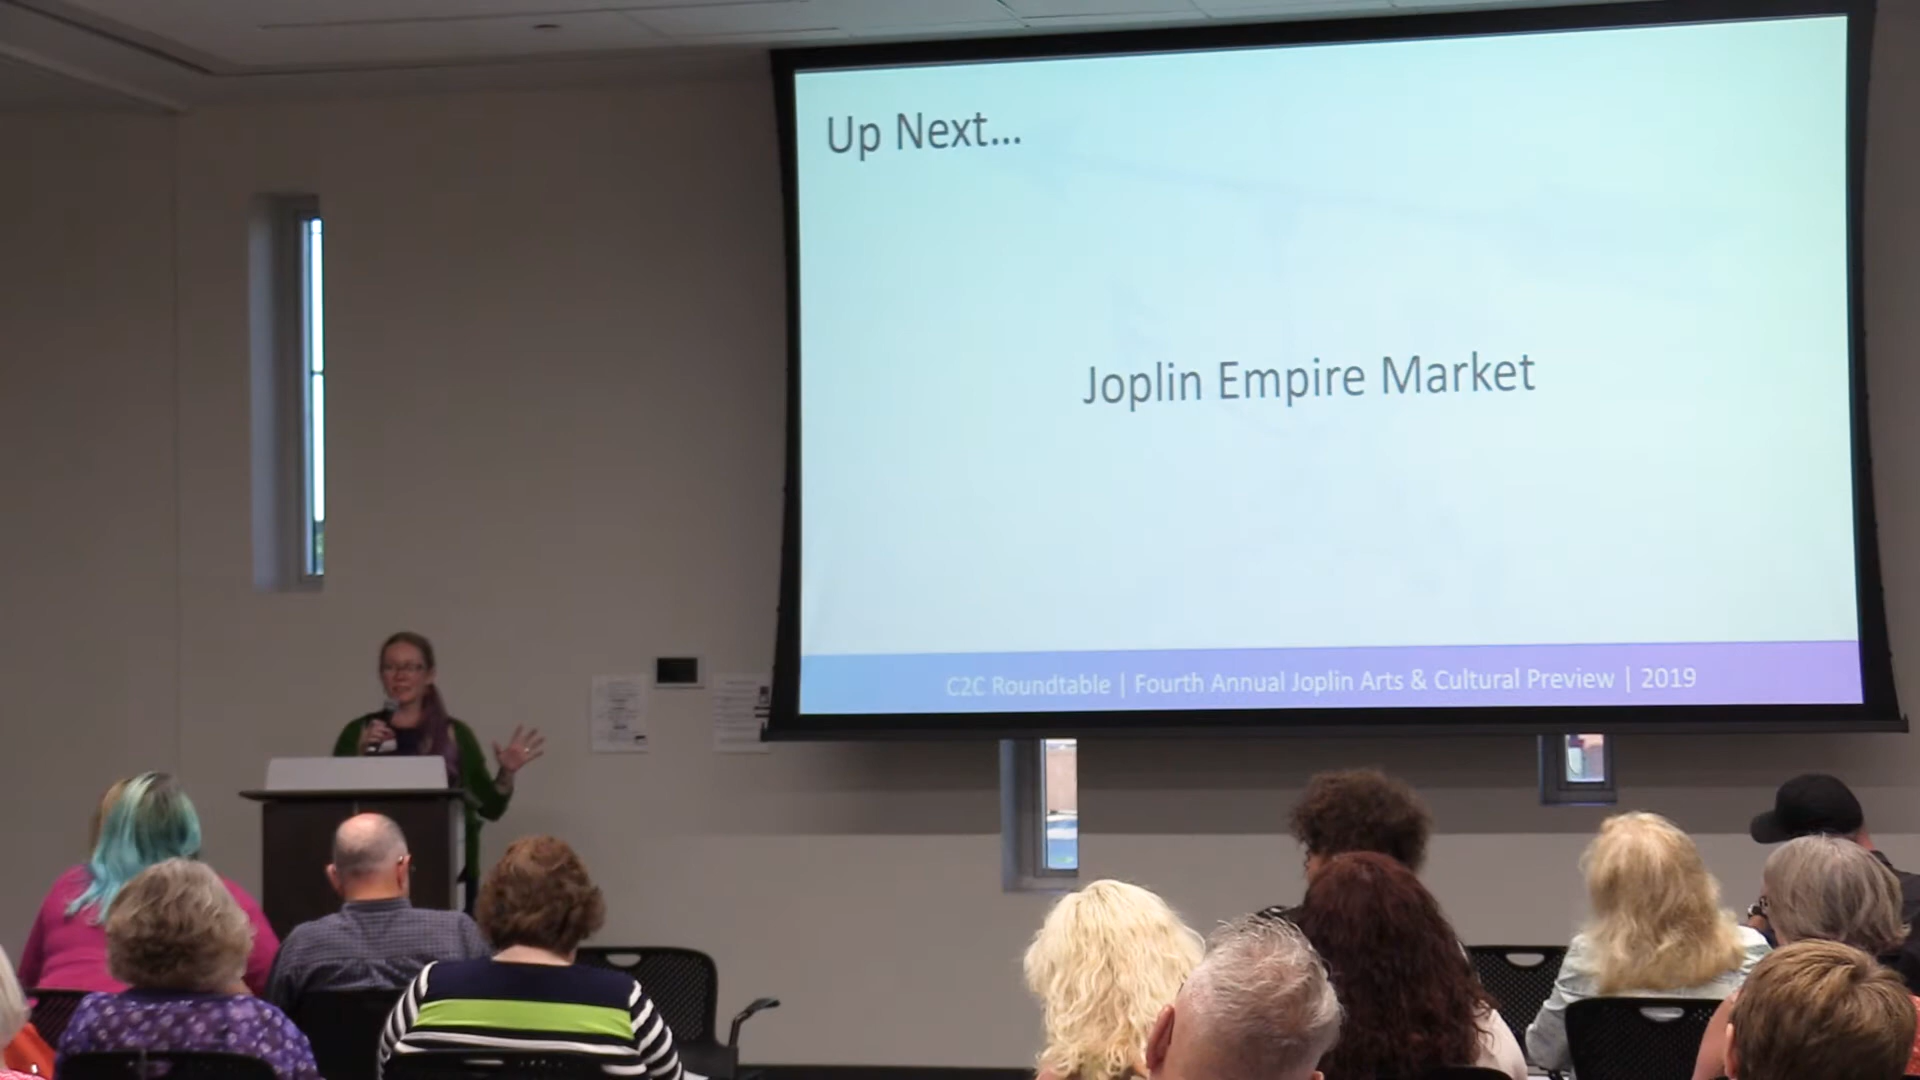 Up Next...
Joplin Empire Market
C2C Roundtable | Fourth Annual Joplin Arts & Cultural Preview | 2019